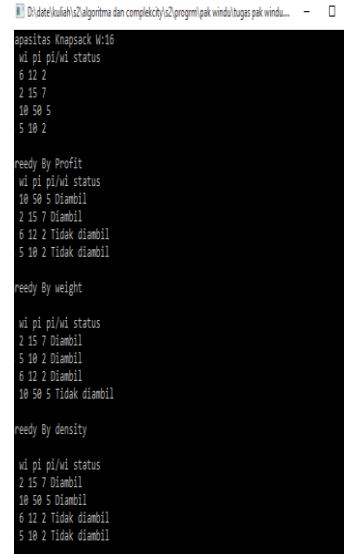 D:\date\kuliah\s2\algoritma dan complekcity\s2\progrm\pak windu\tugas pak windu....
apasitas Knapsack W:16
wi pi pi/wi status
6 12 2
2 15 7
10 50 5
5 10 2
reedy By Profit
wi pi pi/wi status
10 50 5 Diambil
2 15 7 Diambil
6 12 2 Tidak diambil
5 10 2 Tidak diambil
reedy By weight
wi pi pi/wi status
2 15 7 Diambil
5 10 2 Diambil
6 12 2 Diambil
10 50 5 Tidak diambil
reedy By density
wi pi pi/wi status
2 15 7 Diambil
10 50 5 Diambil
6 12 2 Tidak diambil
5 10 2 Tidak diambil